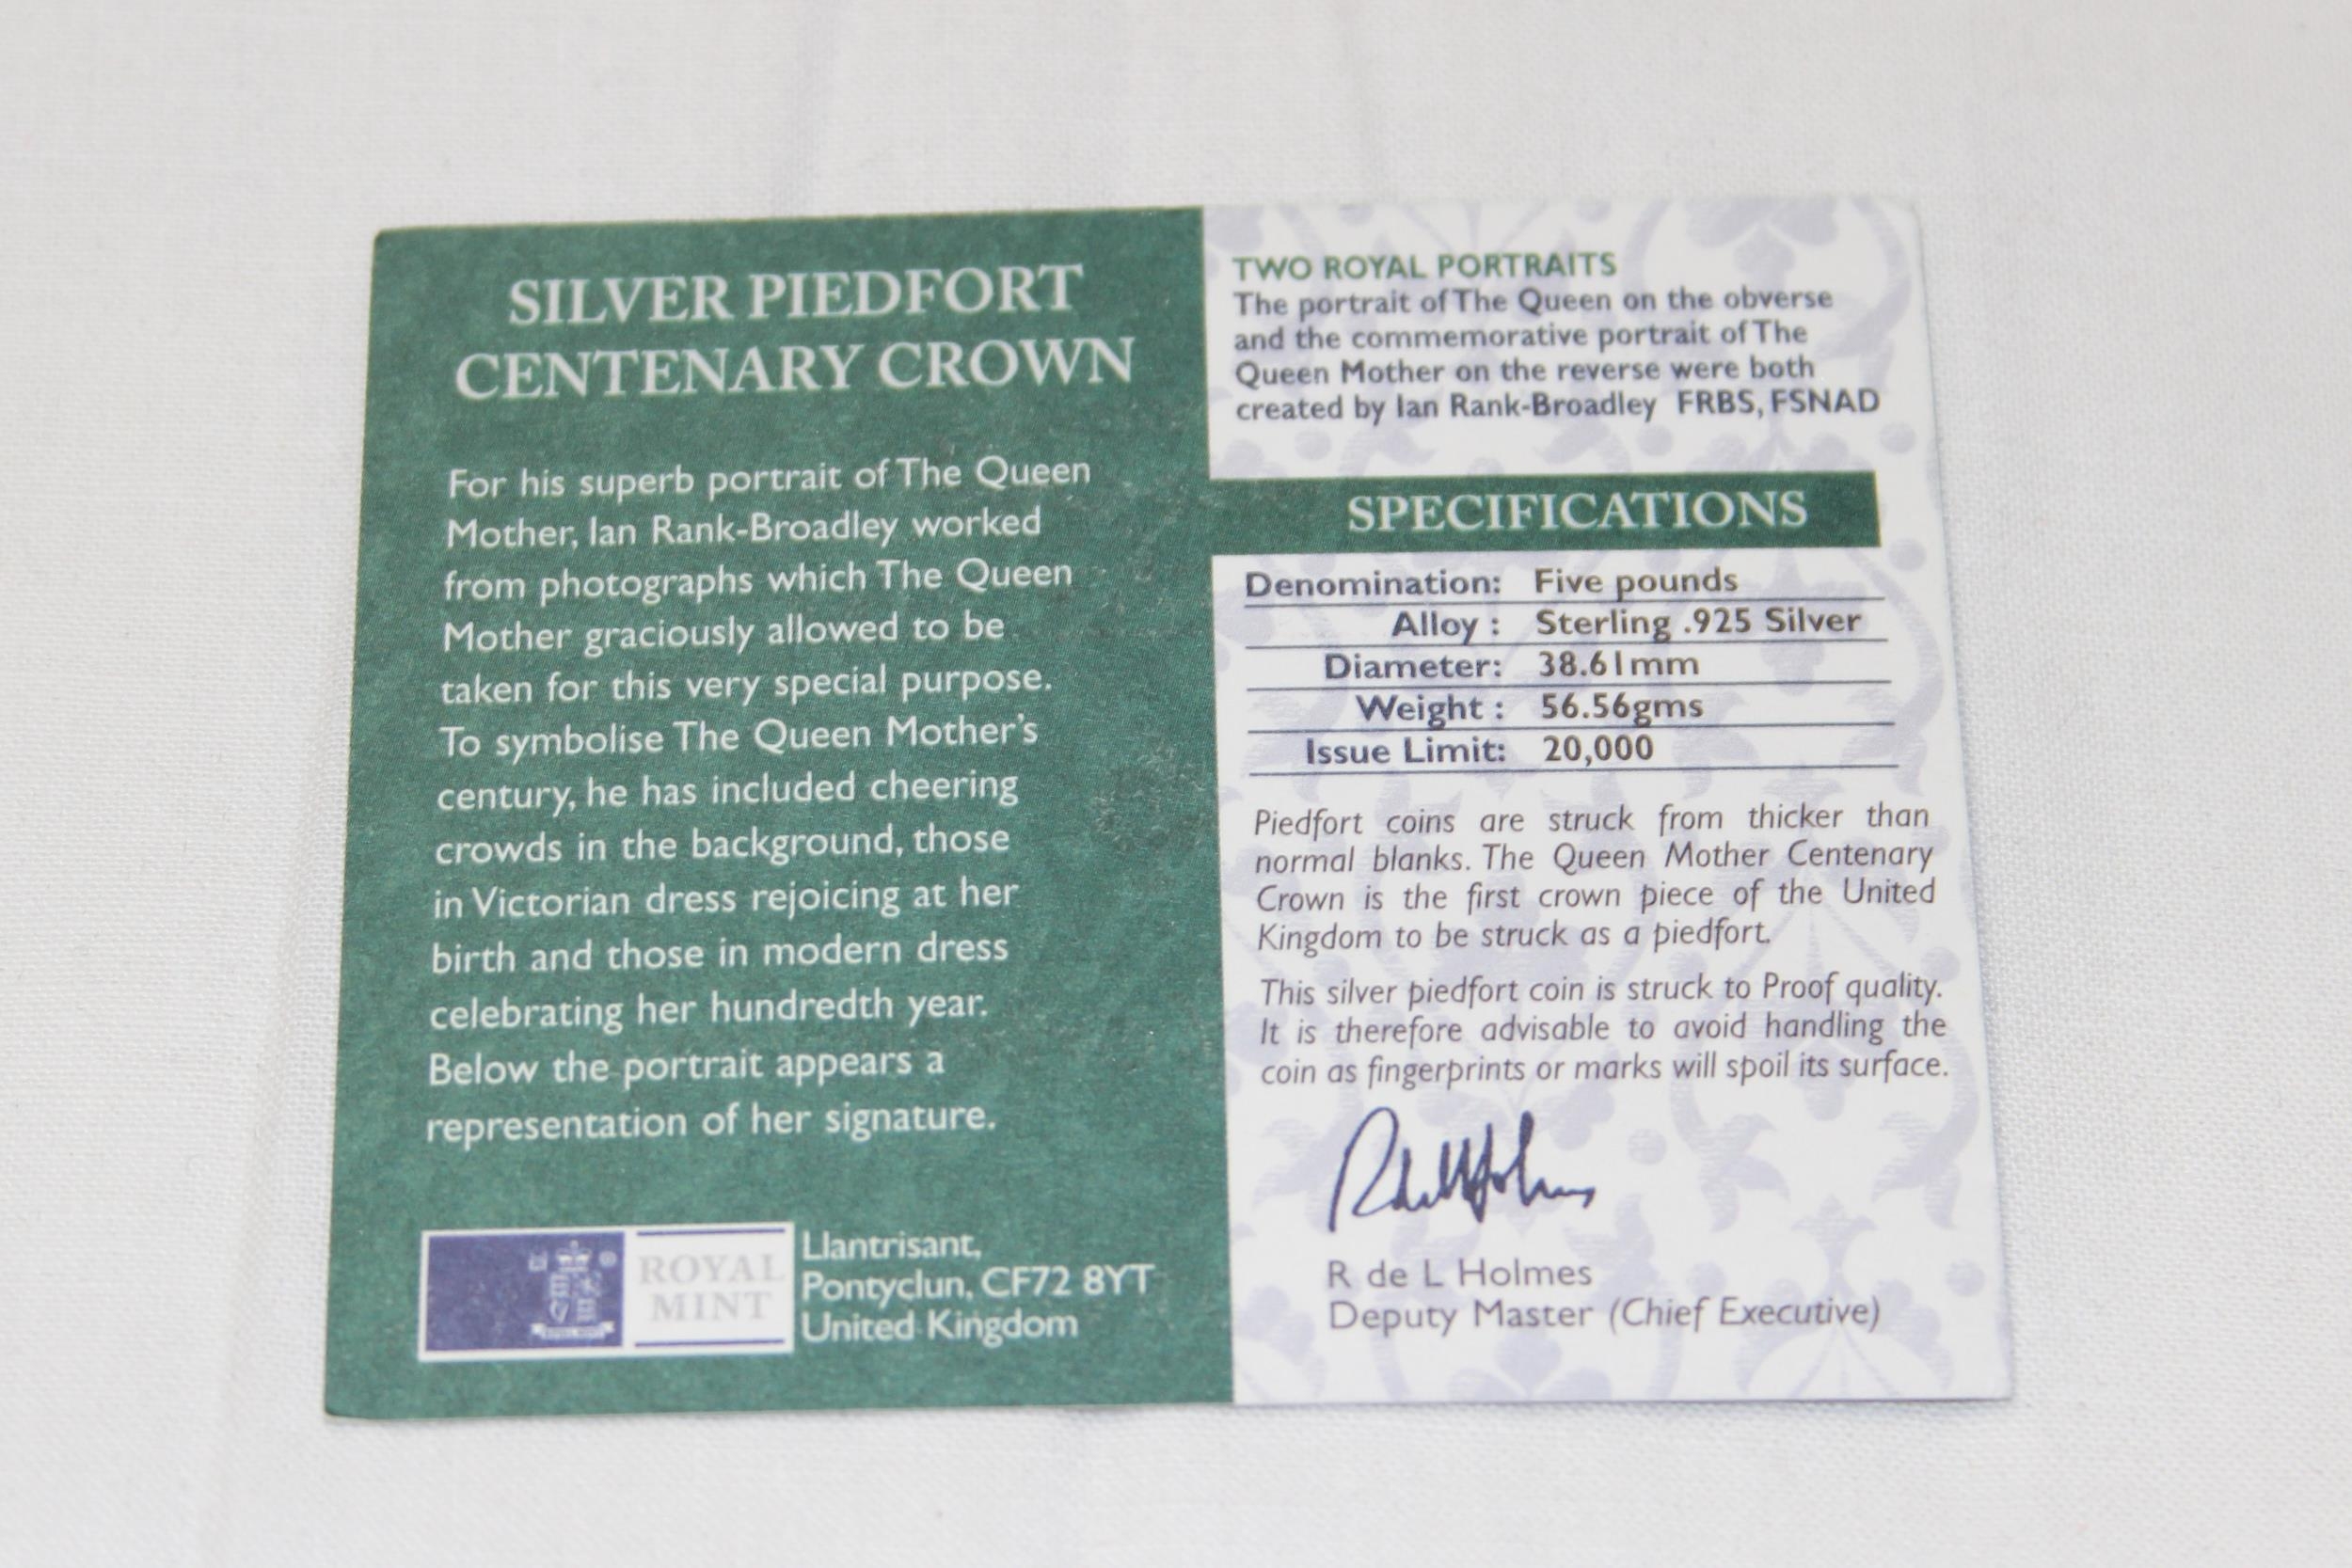 SILVER PIEDFORT
CENTENARY CROWN
For his superb portrait of The Queen
Mother, Ian Rank-Broadley worked
from photographs which The Queen
Mother graciously allowed to be
taken for this very special purpose.
To symbolise The Queen Mother's
century, he has included cheering
crowds in the background, those
in Victorian dress rejoicing at her
birth and those in modern dress
celebrating her hundredth year.
Below the portrait appears a
representation of her signature.
ROYAL
MINT
Llantrisant,
Pontyclun, CF72 8YT
United Kingdom
TWO ROYAL PORTRAITS
The portrait of The Queen on the obverse
and the commemorative portrait of The
Queen Mother on the reverse were both
created by Ian Rank-Broadley FRBS, FSNAD
SPECIFICATIONS
Denomination: Five pounds
Alloy : Sterling .925 Silver
Diameter: 38.61mm
Weight : 56.56gms
Issue Limit: 20,000
Piedfort coins are struck from thicker than
normal blanks. The Queen Mother Centenary
Crown is the first crown piece of the United
Kingdom to be struck as a piedfort.
This silver piedfort coin is struck to Proof quality.
It is therefore advisable to avoid handling the
coin as fingerprints or marks will spoil its surface.
R de L Holmes
Deputy Master (Chief Executive)